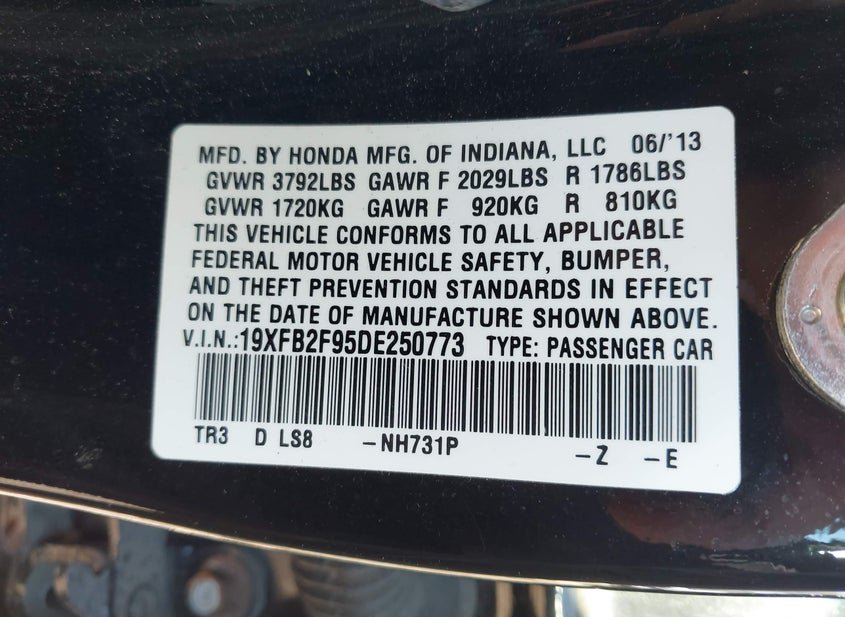 MFD. BY HONDA MFG. OF INDIANA, LLC 06/'13
GVWR 3792LBS GAWR F 2029LBS R 1786LBS
GVWR 1720KG GAWR F 920KG R 810KG
THIS VEHICLE CONFORMS TO ALL APPLICABLE
FEDERAL MOTOR VEHICLE SAFETY, BUMPER,
AND THEFT PREVENTION STANDARDS IN EFFECT
ON THE DATE OF MANUFACTURE SHOWN ABOVE.
V.I.N.:19XFB2F95DE250773 TYPE: PASSENGER CAR
TR3 D LS8 -NH731P -Z -E